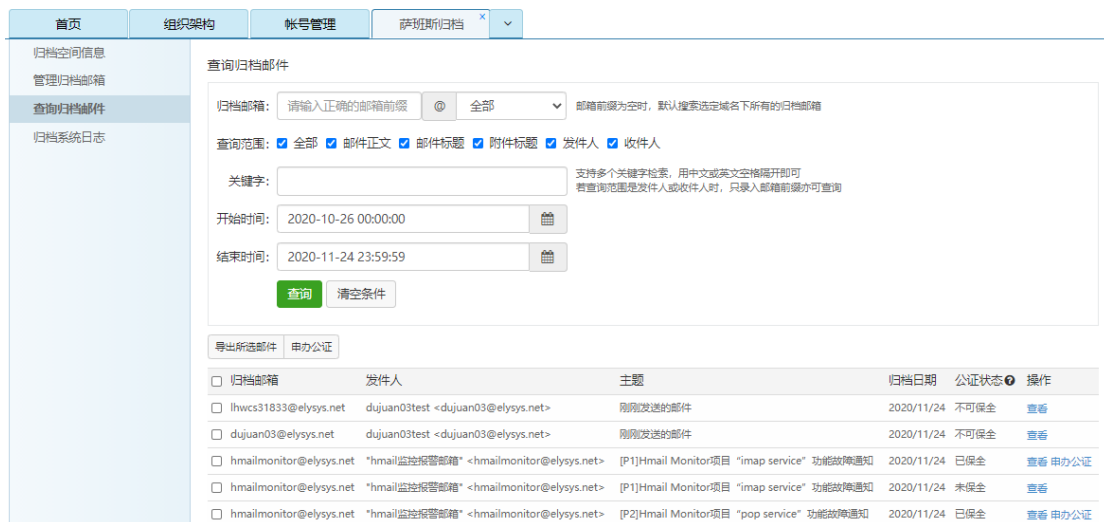 首页 组织架构 帐号管理 萨班斯归档 ×
归档空间信息
管理归档邮箱
查询归档邮件
归档系统日志
查询归档邮件
归档邮箱: 请输入正确的邮箱前缀 @ 全部 邮箱前缀为空时，默认搜索选定域名下所有的归档邮箱
查询范围: 全部 邮件正文 邮件标题 附件标题 发件人 收件人
关键字: 支持多个关键字检索，用中文或英文空格隔开即可
若查询范围是发件人或收件人时，只录入邮箱前缀亦可查询
开始时间: 2020-10-26 00:00:00
结束时间: 2020-11-24 23:59:59
查询 清空条件
导出所选邮件 申办公证
归档邮箱 发件人 主题 归档日期 公证状态 操作
lhwcs31833@elysys.net dujuan03test <dujuan03@elysys.net> 刚刚发送的邮件 2020/11/24 不可保全 查看
dujuan03@elysys.net dujuan03test <dujuan03@elysys.net> 刚刚发送的邮件 2020/11/24 不可保全 查看
hmailmonitor@elysys.net "hmail监控报警邮箱" <hmailmonitor@elysys.net> [P1]Hmail Monitor项目 “imap service” 功能故障通知 2020/11/24 已保全 查看 申办公证
hmailmonitor@elysys.net "hmail监控报警邮箱" <hmailmonitor@elysys.net> [P1]Hmail Monitor项目 “imap service” 功能故障通知 2020/11/24 未保全 查看
hmailmonitor@elysys.net "hmail监控报警邮箱" <hmailmonitor@elysys.net> [P2]Hmail Monitor项目 “pop service” 功能故障通知 2020/11/24 已保全 查看 申办公证